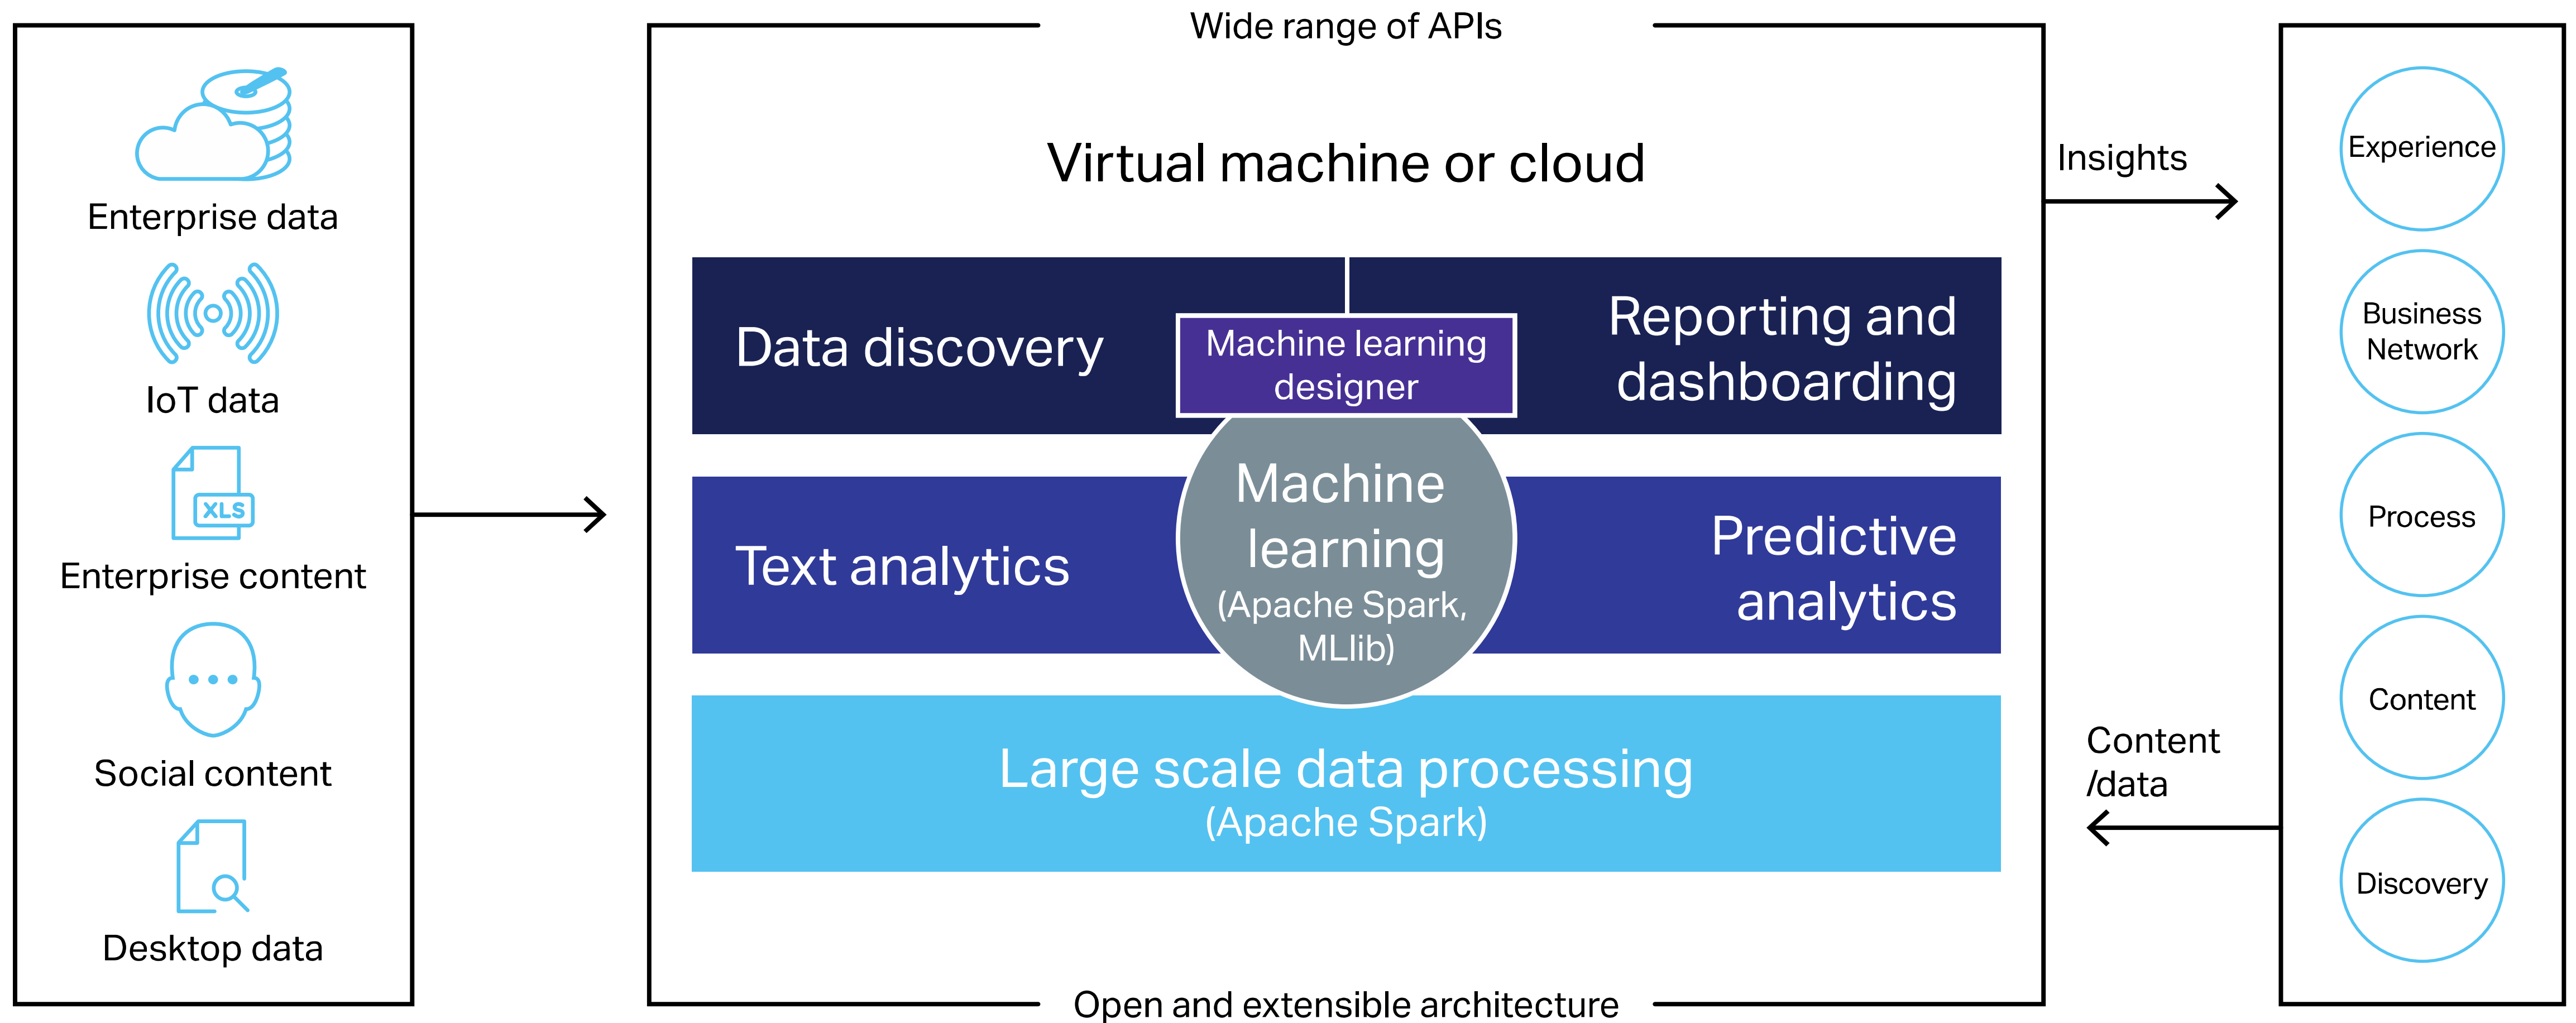 Enterprise data
IoT data
XLS
Enterprise content
Social content
Desktop data
Wide range of APIs
Virtual machine or cloud
Data discovery
Machine learning
designer
Reporting and
dashboarding
Text analytics
Machine
learning
(Apache Spark,
MLlib)
Predictive
analytics
Large scale data processing
(Apache Spark)
Open and extensible architecture
Insights
Content
/data
Experience
Business
Network
Process
Content
Discovery